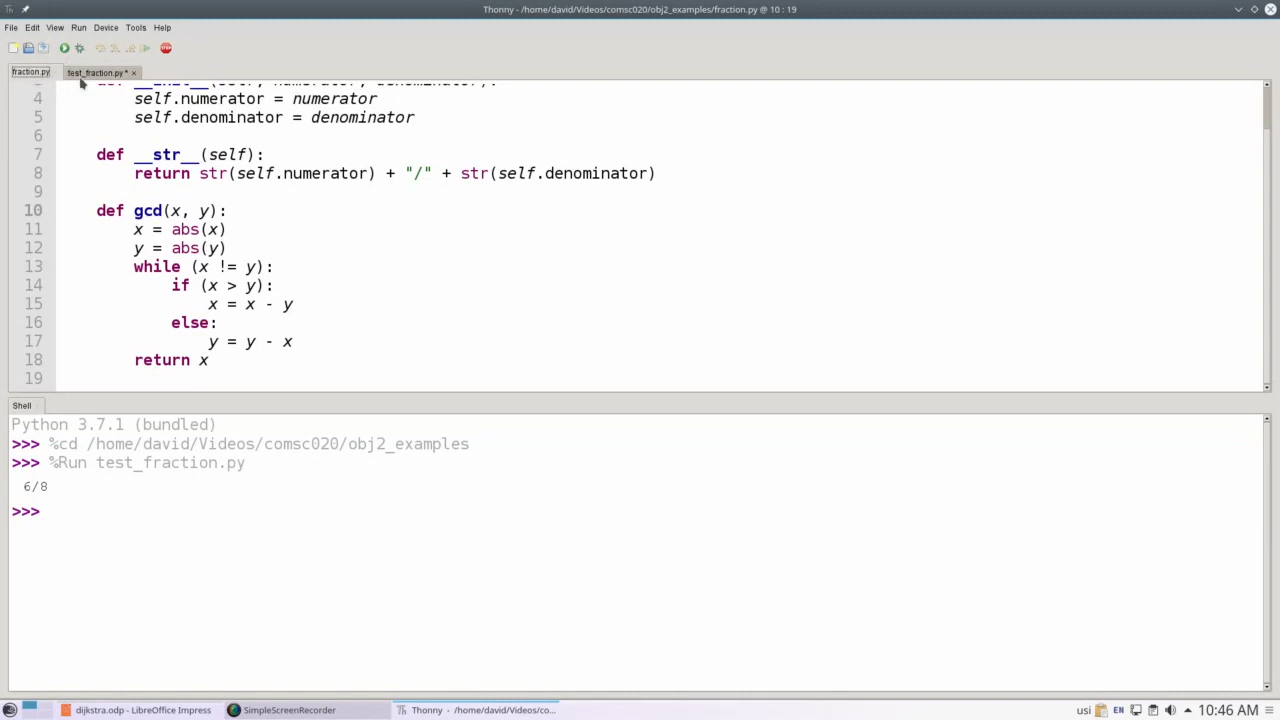 Thonny - /home/david/Videos/comsc020/obj2_examples/fraction.py @ 10 : 19
File Edit View Run Device Tools Help
fraction.py test_fraction.py * ×
4 self.numerator = numerator
5 self.denominator = denominator
6
7 def __str__(self):
8 return str(self.numerator) + "/" + str(self.denominator)
9
10 def gcd(x, y):
11 x = abs(x)
12 y = abs(y)
13 while (x != y):
14 if (x > y):
15 x = x - y
16 else:
17 y = y - x
18 return x
19
Shell
Python 3.7.1 (bundled)
>>> %cd /home/david/Videos/comsc020/obj2_examples
>>> %Run test_fraction.py
6/8
>>>
dijkstra.odp - LibreOffice Impress SimpleScreenRecorder Thonny - /home/david/Videos/co... usi EN 10:46 AM